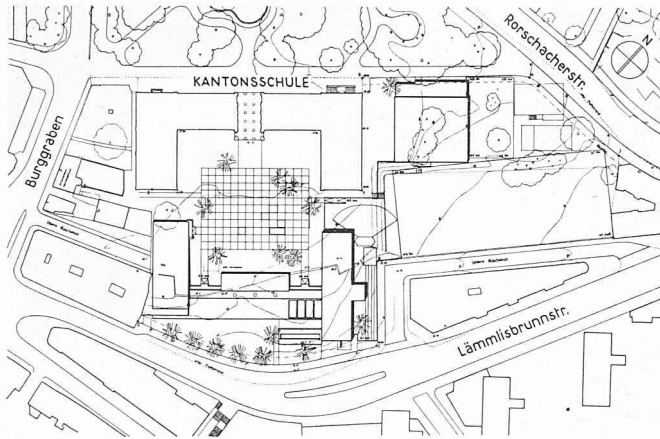 Rorschacherstr.
N
KANTONSSCHULE
Burggraben
Lämmlisbrunnstr.